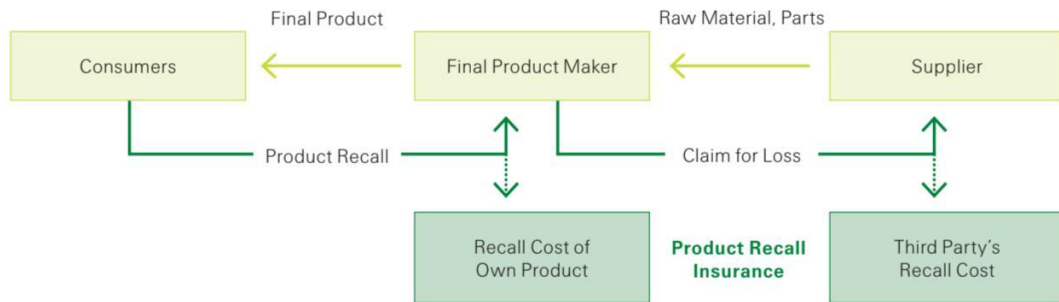 Final Product
Raw Material, Parts
Consumers
Final Product Maker
Supplier
Product Recall
Claim for Loss
Recall Cost of
Own Product
Product Recall
Insurance
Third Party’s
Recall Cost